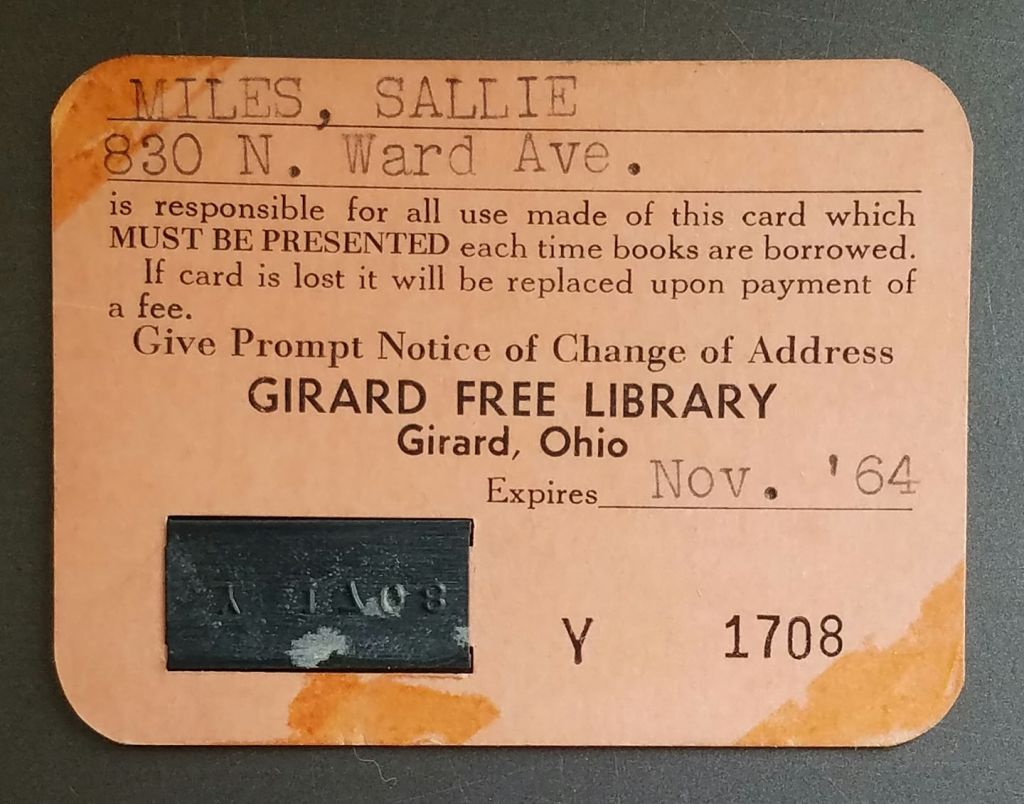 MILES, SALLIE
830 N. Ward Ave.
is responsible for all use made of this card which
MUST BE PRESENTED each time books are borrowed.
If card is lost it will be replaced upon payment of
a fee.
Give Prompt Notice of Change of Address
GIRARD FREE LIBRARY
Girard, Ohio
Expires Nov. '64
Y 1708
Y 1708